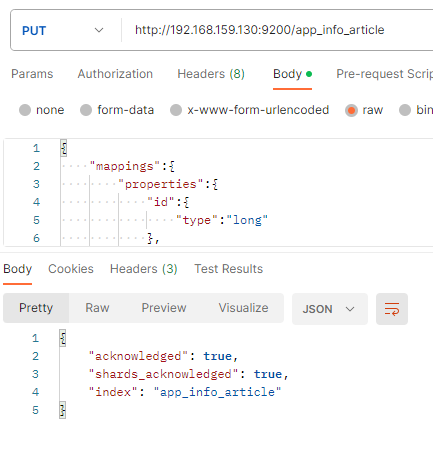 PUT http://192.168.159.130:9200/app_info_article
Params Authorization Headers (8) Body Pre-request Scrip
none form-data x-www-form-urlencoded raw bin
1 {
2 "mappings":{
3 "properties":{
4 "id":{
5 "type":"long"
6 },
Body Cookies Headers (3) Test Results
Pretty Raw Preview Visualize JSON
1 {
2 "acknowledged": true,
3 "shards_acknowledged": true,
4 "index": "app_info_article"
5 }